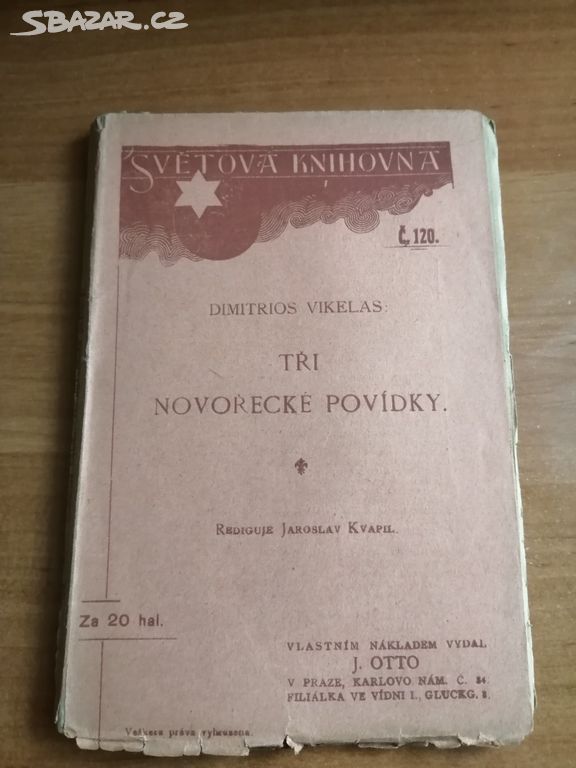 SBAZAR.CZ
SVĚTOVÁ KNIHOVNA
Č. 120.
DIMITRIOS VIKELAS:
TŘI
NOVOŘECKÉ POVÍDKY.
REDIGUJE JAROSLAV KVAPIL.
Za 20 hal.
VLASTNÍM NÁKLADEM VYDAL
J. OTTO
V PRAZE, KARLOVO NÁM. Č. 34.
FILIÁLKA VE VÍDNI I., GLUCKG. 3.
Veškera práva vyhrazena.